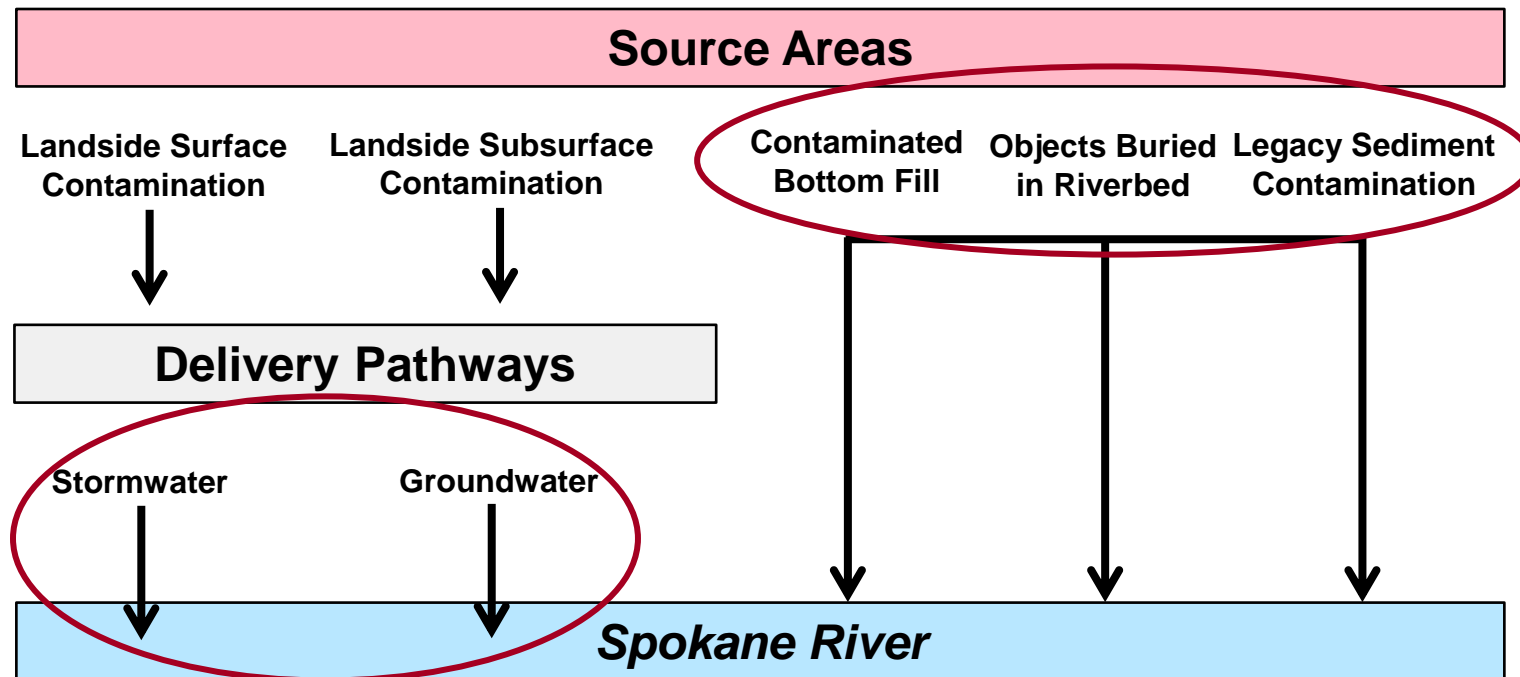 Source Areas
Landside Surface
Contamination
Landside Subsurface
Contamination
Contaminated
Bottom Fill
Objects Buried
in Riverbed
Legacy Sediment
Contamination
Delivery Pathways
Stormwater
Groundwater
Spokane River